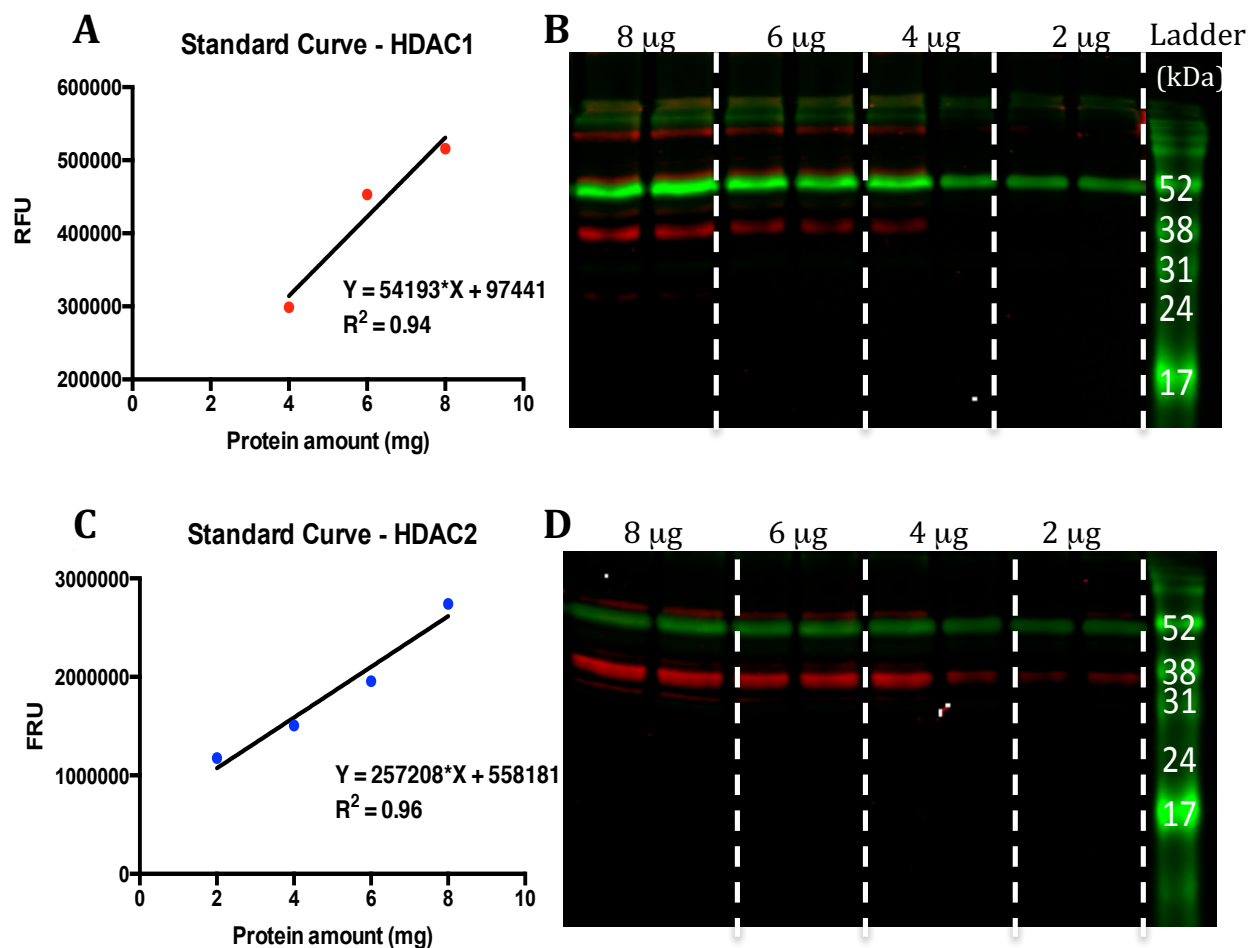 A
Standard Curve - HDAC1
600000
500000
400000
300000
200000
RFU
Y = 54193*X + 97441
R² = 0.94
0 2 4 6 8 10
Protein amount (mg)
B
8 µg 6 µg 4 µg 2 µg Ladder
(kDa)
52
38
31
24
17
C
Standard Curve - HDAC2
3000000
2000000
1000000
0
FRU
Y = 257208*X + 558181
R² = 0.96
0 2 4 6 8 10
Protein amount (mg)
D
8 µg 6 µg 4 µg 2 µg
52
38
31
24
17